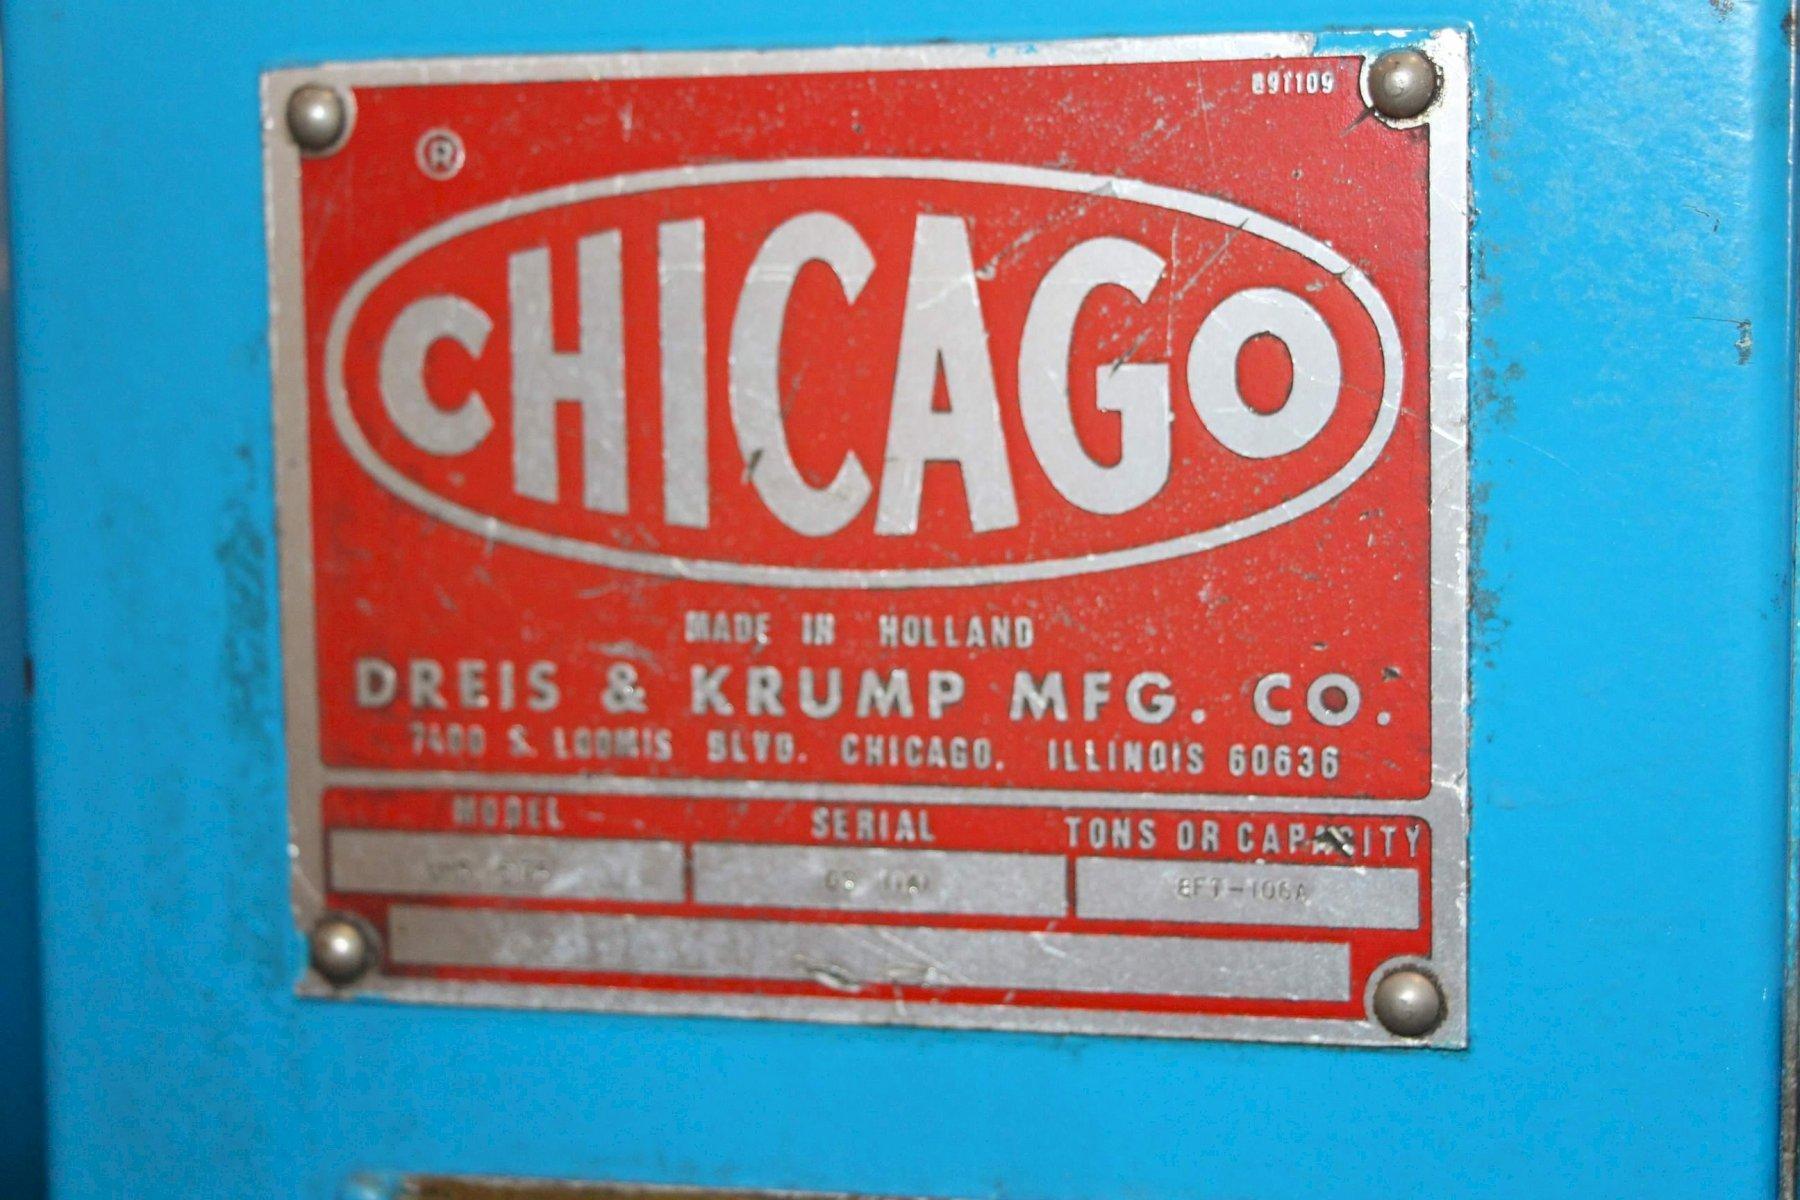 891109
®
CHICAGO
MADE IN HOLLAND
DREIS & KRUMP MFG. CO.
7400 S. LOOMIS BLVD. CHICAGO, ILLINOIS 60636
MODEL SERIAL TONS OR CAPACITY